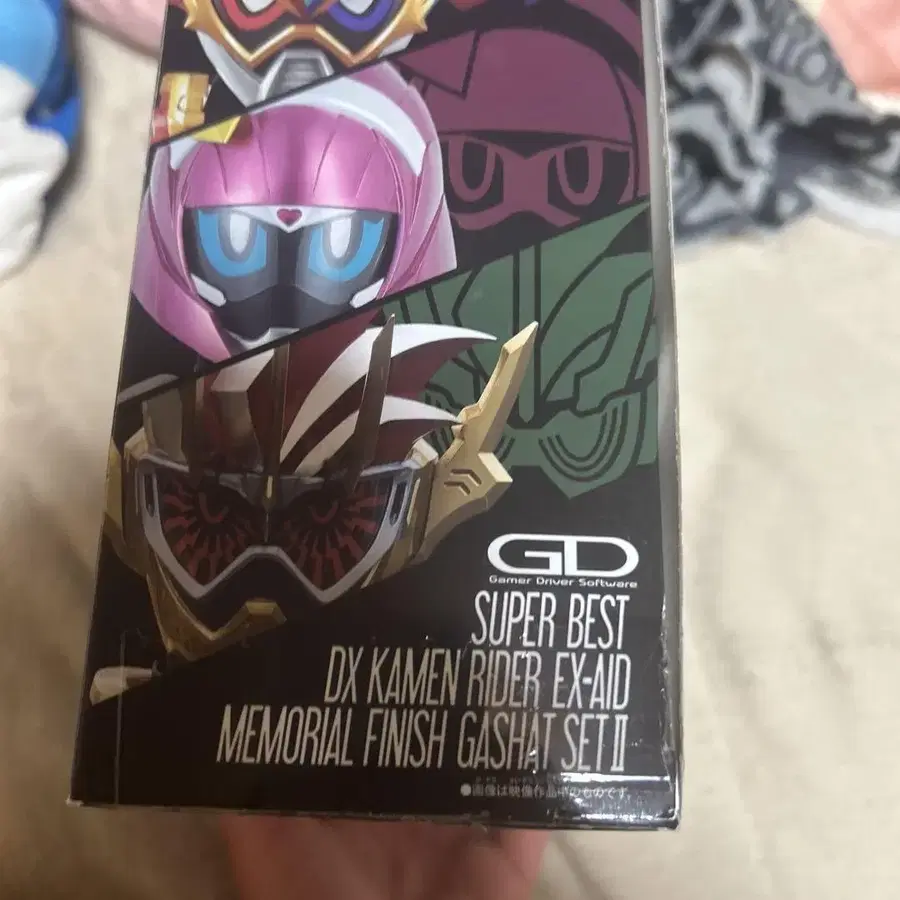 GD
Gamer Driver Software
SUPER BEST
DX KAMEN RIDER EX-AID
MEMORIAL FINISH GASHAT SET II
●画像は映像作品中のものです。